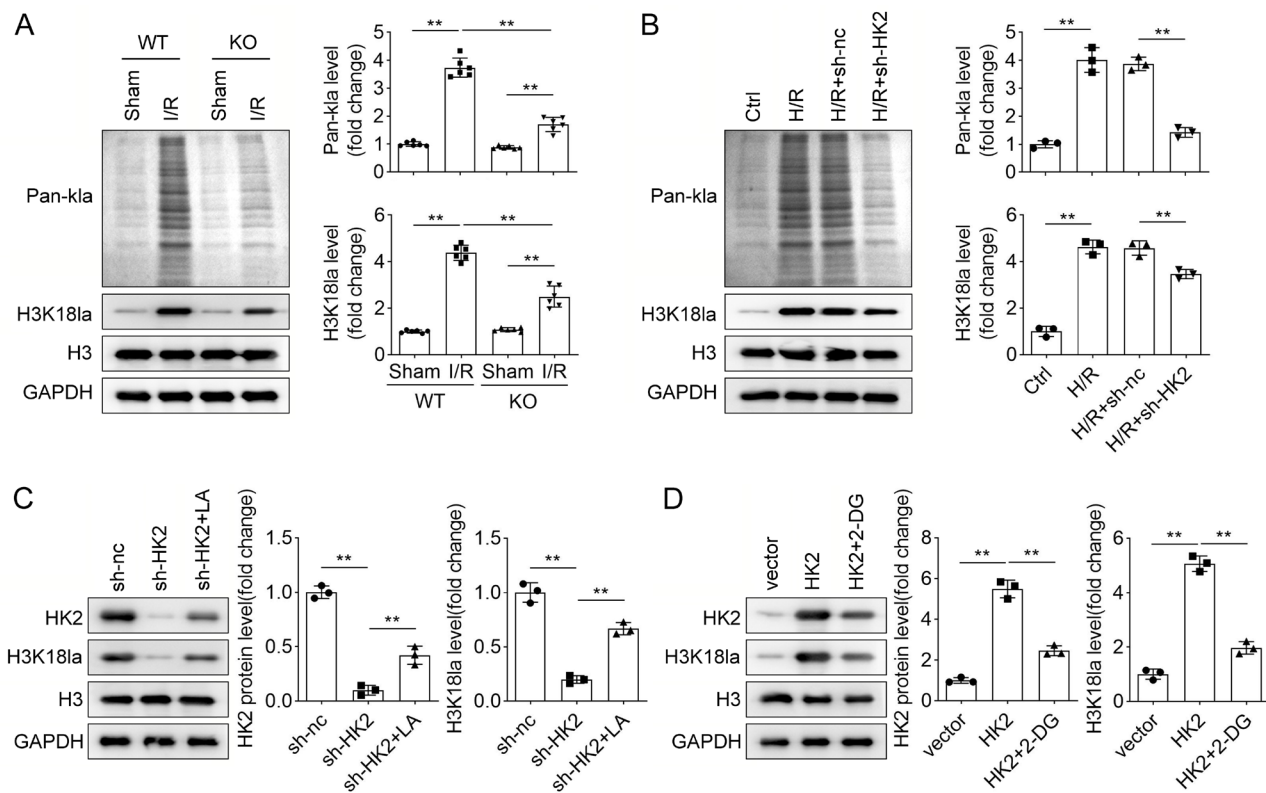 A
WT KO
Sham I/R Sham I/R
Pan-kla
H3K18la
H3
GAPDH
Pan-kla level
(fold change)
5
4
3
2
1
0
** **
**
H3K18la level
(fold change)
6
4
2
0
** **
**
Sham I/R Sham I/R
WT KO
B
Ctrl H/R H/R+sh-nc H/R+sh-HK2
Pan-kla
H3K18la
H3
GAPDH
Pan-kla level
(fold change)
5
4
3
2
1
0
** **
H3K18la level
(fold change)
6
4
2
0
** **
Ctrl H/R H/R+sh-nc H/R+sh-HK2
C
sh-nc sh-HK2 sh-HK2+LA
HK2
H3K18la
H3
GAPDH
HK2 protein level(fold change)
1.5
1.0
0.5
0.0
**
**
sh-nc sh-HK2 sh-HK2+LA
H3K18la level(fold change)
1.5
1.0
0.5
0.0
**
**
sh-nc sh-HK2 sh-HK2+LA
D
vector HK2 HK2+2-DG
HK2
H3K18la
H3
GAPDH
HK2 protein level(fold change)
8
6
4
2
0
** **
vector HK2 HK2+2-DG
H3K18la level(fold change)
6
4
2
0
** **
vector HK2 HK2+2-DG